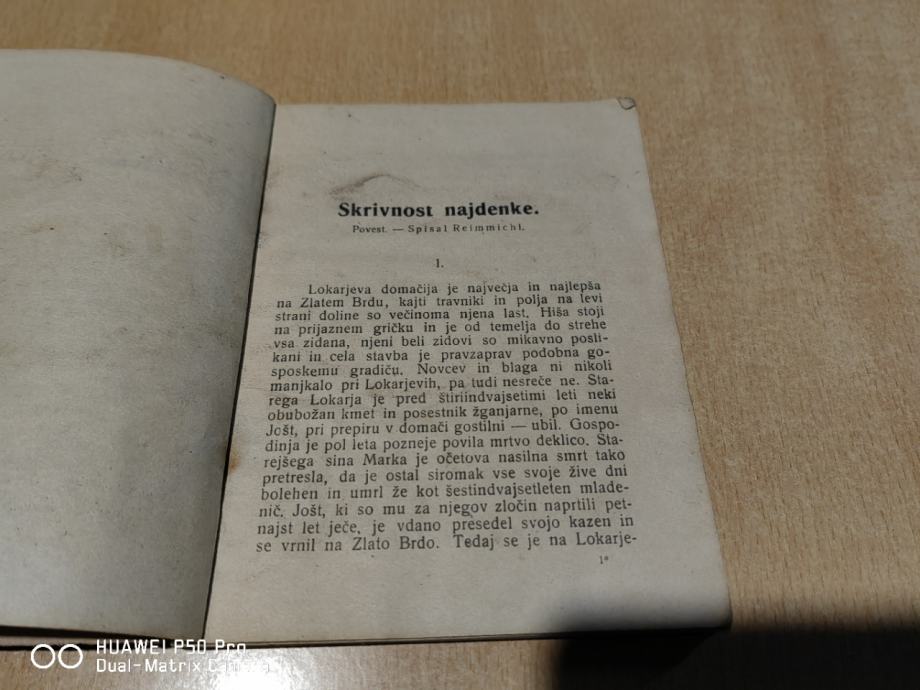 Skrivnost najdenke.
Povest. — Spisal Reimmichl.
1.
Lokarjeva domačija je največja in najlepša
na Zlatem Brdu, kajti travniki in polja na levi
strani doline so večinoma njena last. Hiša stoji
na prijaznem gričku in je od temelja do strehe
vsa zidana, njeni beli zidovi so mikavno posli-
kani in cela stavba je pravzaprav podobna go-
sposkemu gradiču. Novcev in blaga ni nikoli
manjkalo pri Lokarjevih, pa tudi nesreče ne. Sta-
rega Lokarja je pred štiriindvajsetimi leti neki
obubožan kmet in posestnik žganjarne, po imenu
Jošt, pri prepiru v domači gostilni — ubil. Gospo-
dinja je pol leta pozneje povila mrtvo deklico. Sta-
rejšega sina Marka je očetova nasilna smrt tako
pretresla, da je ostal siromak vse svoje žive dni
bolehen in umrl že kot šestindvajsetleten mlade-
nič. Jošt, ki so mu za njegov zločin naprtili pet-
najst let ječe, je vdano presedel svojo kazen in
se vrnil na Zlato Brdo. Tedaj se je na Lokarje-
1*
HUAWEI P50 Pro
Dual-Matrix Camera